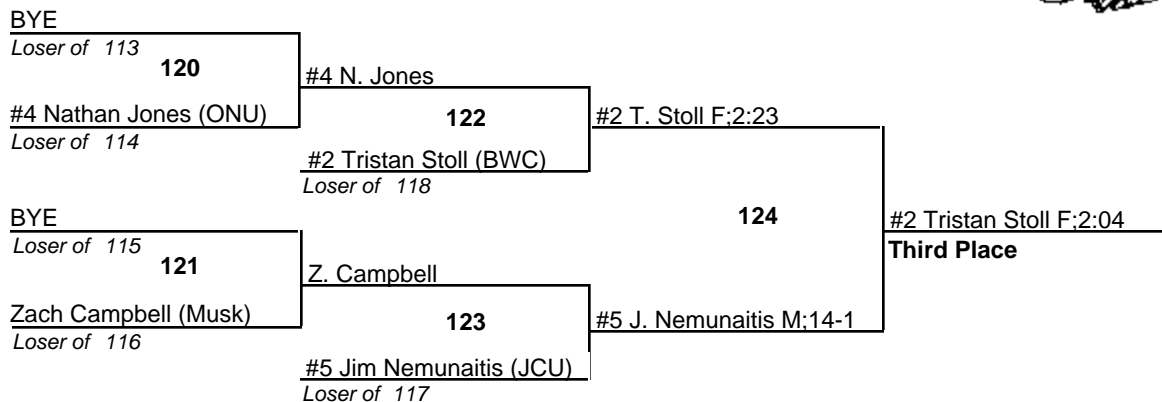 BYE
Loser of 113
120
#4 N. Jones
#4 Nathan Jones (ONU)
Loser of 114
122
#2 T. Stoll F;2:23
#2 Tristan Stoll (BWC)
Loser of 118
BYE
Loser of 115
121
124
#2 Tristan Stoll F;2:04
Third Place
Z. Campbell
Zach Campbell (Musk)
Loser of 116
123
#5 J. Nemunaitis M;14-1
#5 Jim Nemunaitis (JCU)
Loser of 117